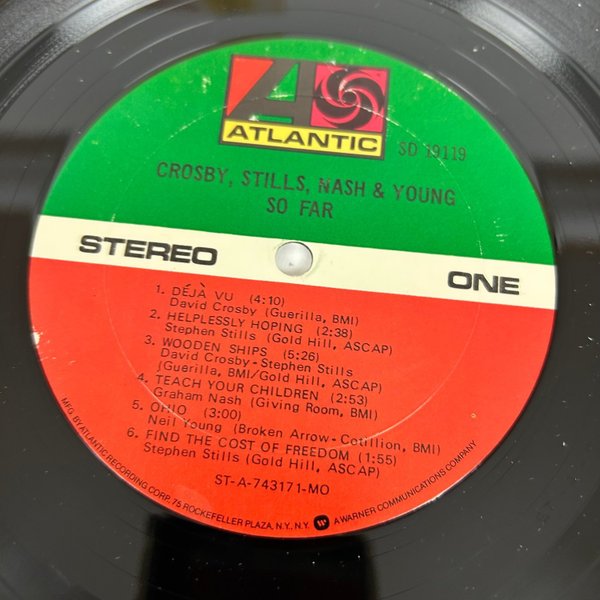 ATLANTIC
SD 19119
CROSBY, STILLS, NASH & YOUNG
SO FAR
STEREO
ONE
1. DÉJÀ VU (4:10)
David Crosby (Guerilla, BMI)
2. HELPLESSLY HOPING (2:38)
Stephen Stills (Gold Hill, ASCAP)
3. WOODEN SHIPS (5:26)
David Crosby - Stephen Stills
(Guerilla, BMI/Gold Hill, ASCAP)
4. TEACH YOUR CHILDREN (2:53)
Graham Nash (Giving Room, BMI)
5. OHIO (3:00)
Neil Young (Broken Arrow - Cotillion, BMI)
6. FIND THE COST OF FREEDOM (1:55)
Stephen Stills (Gold Hill, ASCAP)
ST-A-743171-MO
MFG. BY ATLANTIC RECORDING CORP. 75 ROCKEFELLER PLAZA, N.Y. N.Y. W A WARNER COMMUNICATIONS COMPANY